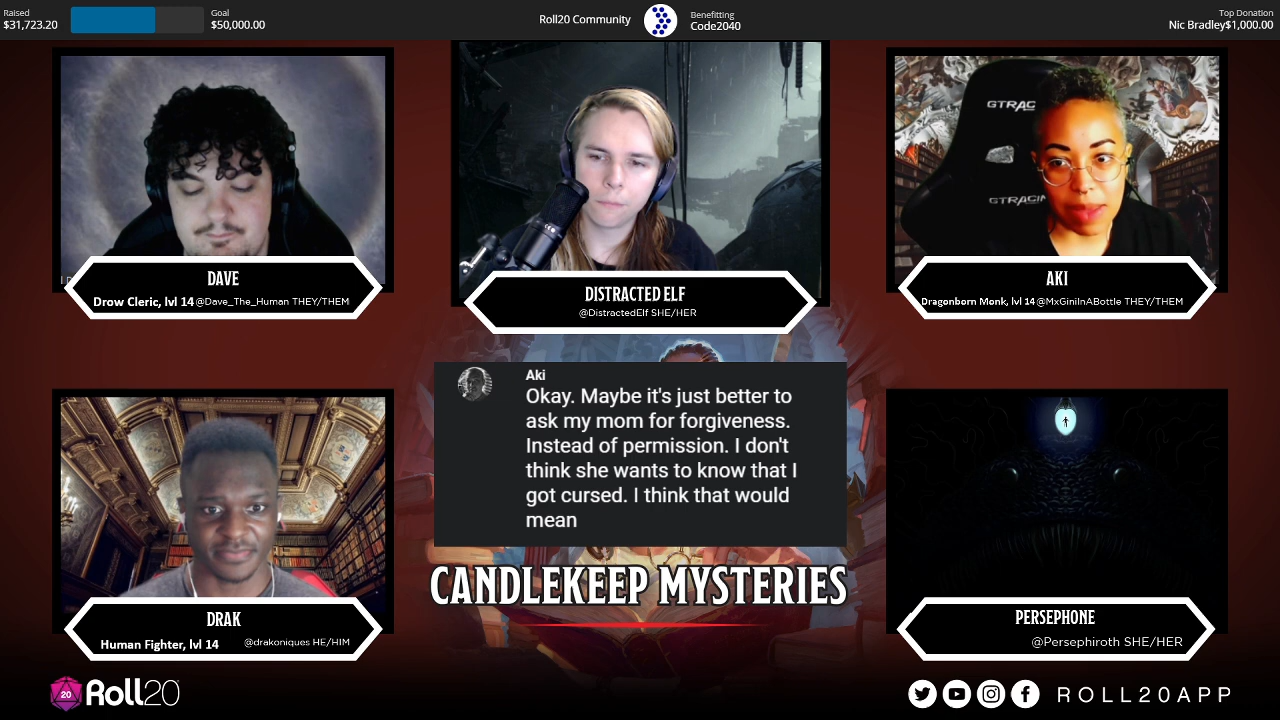 Raised
$31,723.20
Goal
$50,000.00
Roll20 Community
Benefitting
Code2040
Top Donation
Nic Bradley$1,000.00
GTRAC
GTRACIN
DAVE
Drow Cleric, lvl 14 @Dave_The_Human THEY/THEM
DISTRACTED ELF
@DistractedElf SHE/HER
AKI
Dragonborn Monk, lvl 14 @MxGiniInABottle THEY/THEM
Aki
Okay. Maybe it's just better to
ask my mom for forgiveness.
Instead of permission. I don't
think she wants to know that I
got cursed. I think that would
mean
CANDLEKEEP MYSTERIES
DRAK
Human Fighter, lvl 14 @drakoniques HE/HIM
PERSEPHONE
@Persephiroth SHE/HER
20 Roll20
ROLL20APP